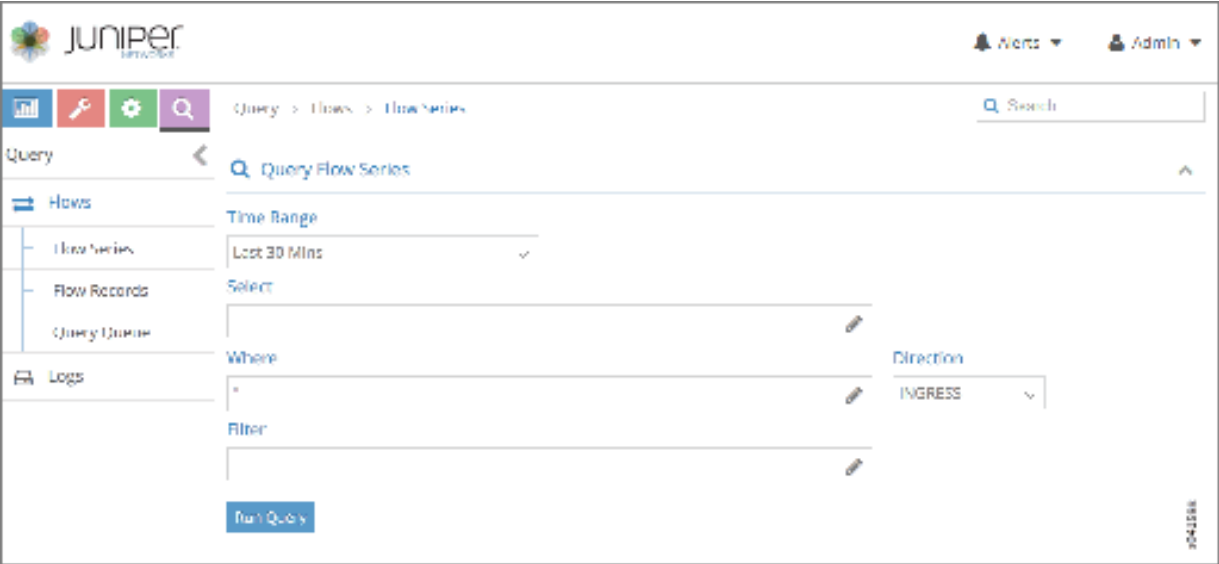 JUNIPER
NETWORKS
Alerts
Admin
Query > Flows > Flow Series
Search
Query
Query Flow Series
Flows
Time Range
Flow Series
Last 30 Mins
Flow Records
Select
Query Queue
Where
Direction
Logs
*
INGRESS
Filter
Run Query